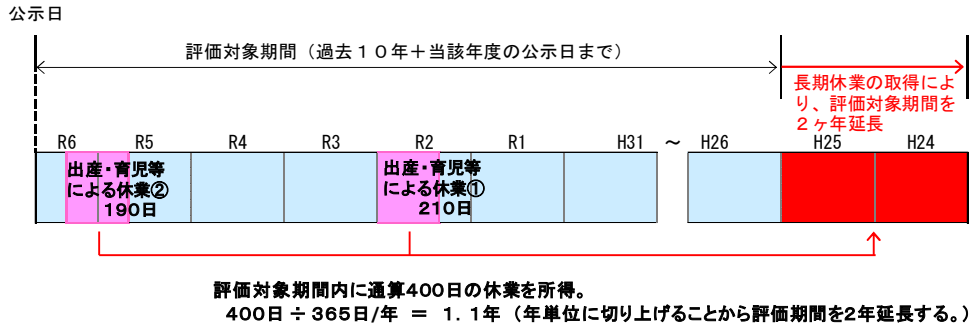 公示日
評価対象期間（過去１０年＋当該年度の公示日まで）
長期休業の取得によ
り、評価対象期間を
２ヶ年延長
R6 R5 R4 R3 R2 R1 H31 ～ H26 H25 H24
出産・育児等
による休業②
190日
出産・育児等
による休業①
210日
評価対象期間内に通算400日の休業を所得。
400日 ÷ 365日/年 ＝ 1．1年（年単位に切り上げることから評価期間を2年延長する。）